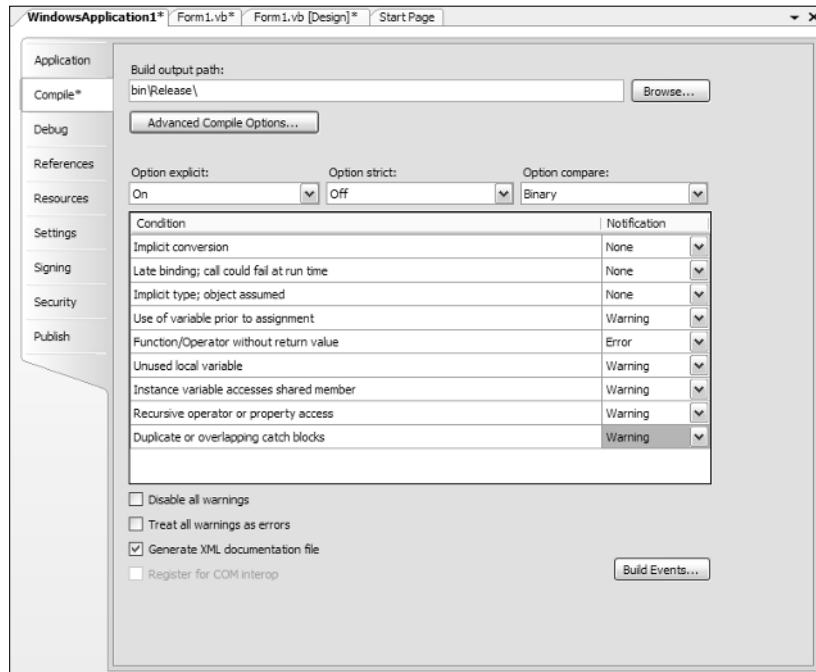 WindowsApplication1* Form1.vb* Form1.vb [Design]* Start Page
Application
Compile*
Debug
References
Resources
Settings
Signing
Security
Publish
Build output path:
bin\Release\ Browse...
Advanced Compile Options...
Option explicit: Option strict: Option compare:
On Off Binary
Condition Notification
Implicit conversion None
Late binding; call could fail at run time None
Implicit type; object assumed None
Use of variable prior to assignment Warning
Function/Operator without return value Error
Unused local variable Warning
Instance variable accesses shared member Warning
Recursive operator or property access Warning
Duplicate or overlapping catch blocks Warning
Disable all warnings
Treat all warnings as errors
Generate XML documentation file
Register for COM interop Build Events...